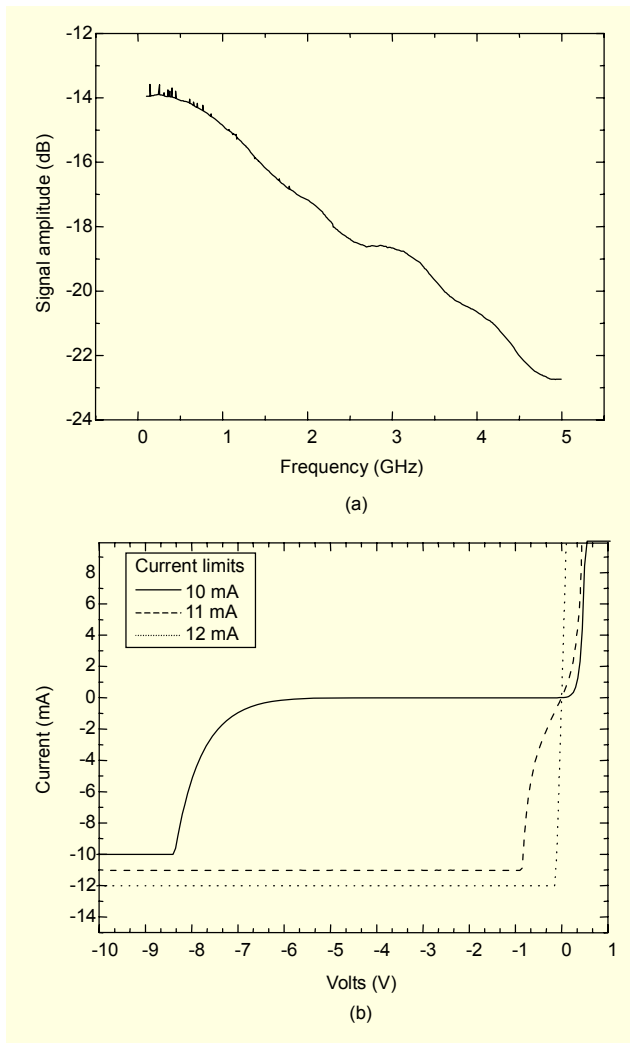 -12
-14
-16
-18
-20
-22
-24
Signal amplitude (dB)
0 1 2 3 4 5
Frequency (GHz)
(a)
Current limits
10 mA
11 mA
12 mA
8
6
4
2
0
-2
-4
-6
-8
-10
-12
-14
Current (mA)
-10 -9 -8 -7 -6 -5 -4 -3 -2 -1 0 1
Volts (V)
(b)